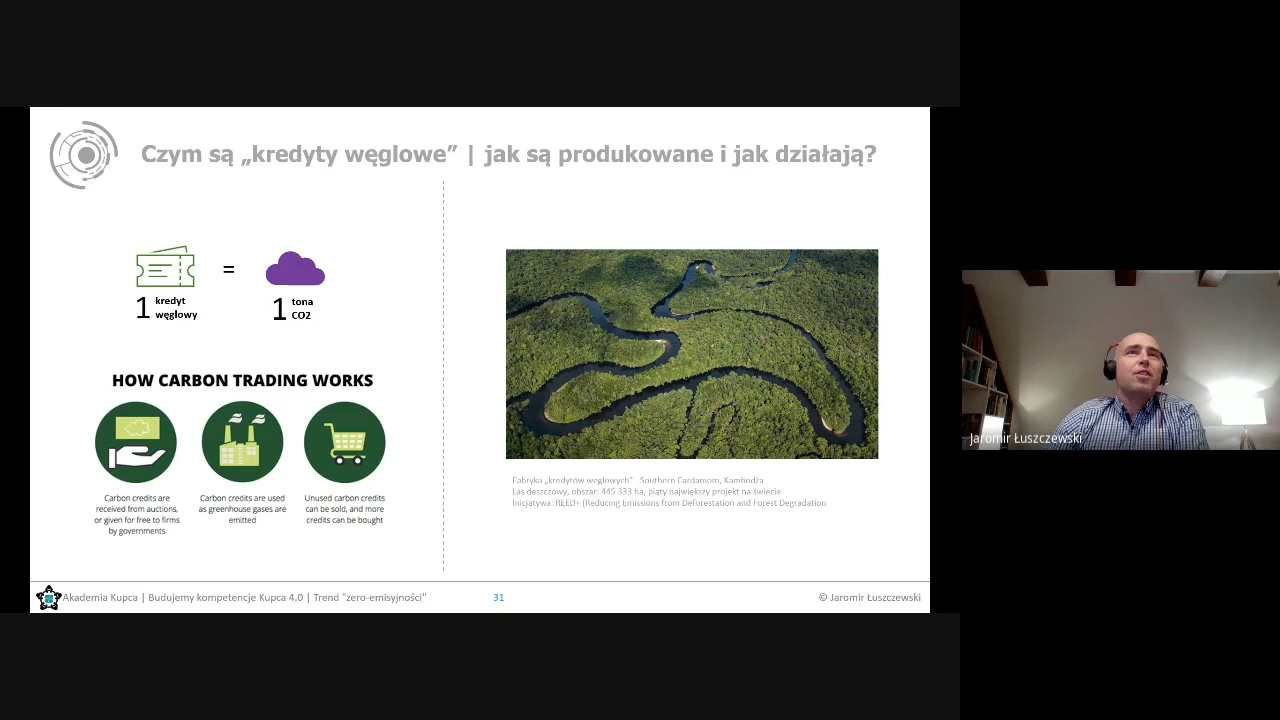 Czym są „kredyty węglowe” | jak są produkowane i jak działają?
1 kredyt węglowy
=
1 tona CO2
HOW CARBON TRADING WORKS
Carbon credits are
received from auctions,
or given for free to firms
by governments
Carbon credits are used
as greenhouse gases are
emitted
Unused carbon credits
can be sold, and more
credits can be bought
Fabryka „kredytów węglowych” - Southern Cardamom, Kambodża
Las deszczowy, obszar: 445 333 ha, piąty największy projekt na świecie
Inicjatywa: REED+ (Reducing Emissions from Deforestation and Forest Degradation
Akademia Kupca | Budujemy kompetencje Kupca 4.0 | Trend "zero-emisyjności"
31
© Jaromir Łuszczewski
Jaromir Łuszczewski